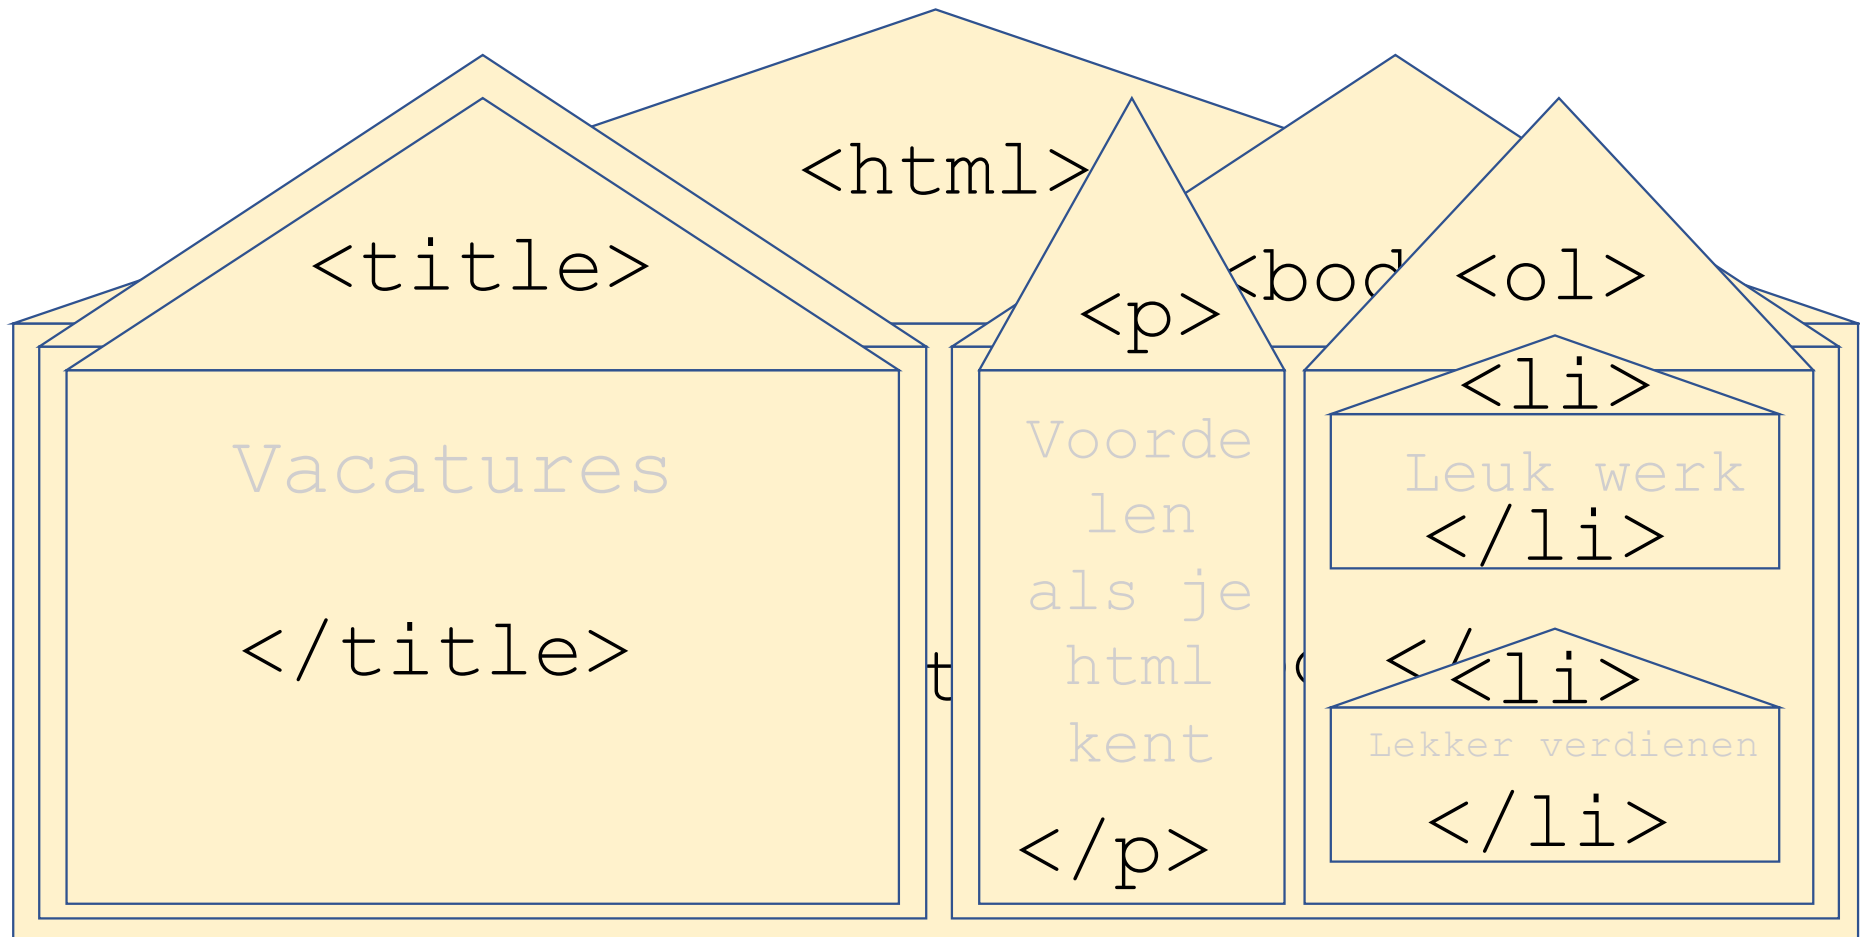 <html>
<title>
Vacatures
</title>
<bod
<p>
Voorde
len
als je
html
kent
</p>
<ol>
<li>
Leuk werk
</li>
</
<li>
Lekker verdienen
</li>